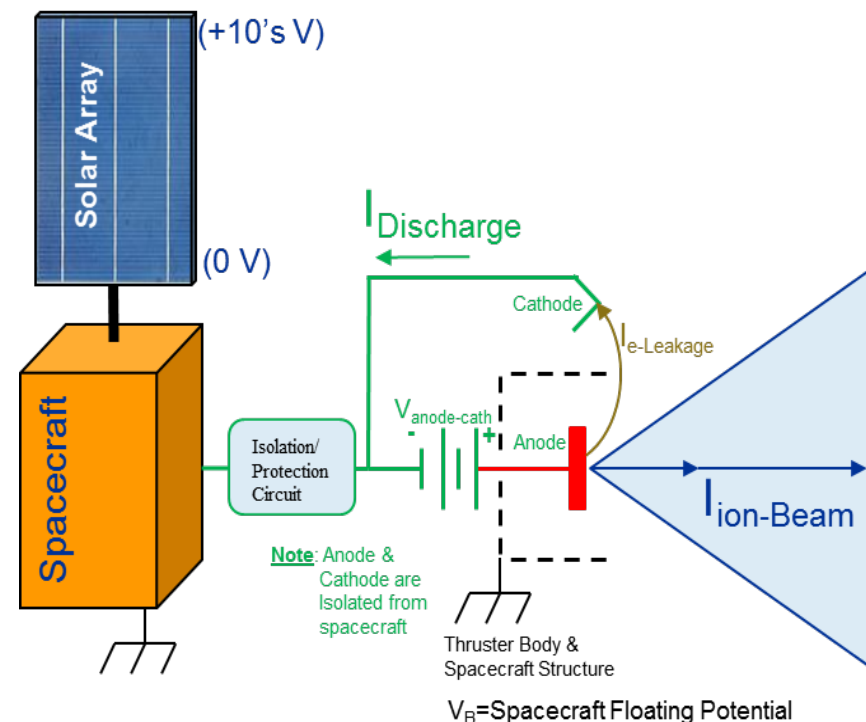 (+10's V)
Solar Array
(0 V)
Spacecraft
I Discharge
Cathode
I e-Leakage
V anode-cath
- +
Anode
Isolation/
Protection
Circuit
I ion-Beam
Note: Anode &
Cathode are
Isolated from
spacecraft
Thruster Body &
Spacecraft Structure
V_B=Spacecraft Floating Potential